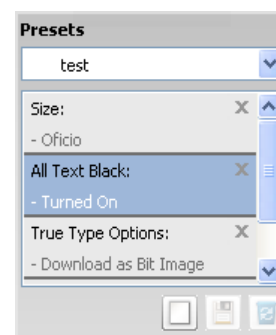 Presets
test
Size:
- Oficio
All Text Black:
- Turned On
True Type Options:
- Download as Bit Image